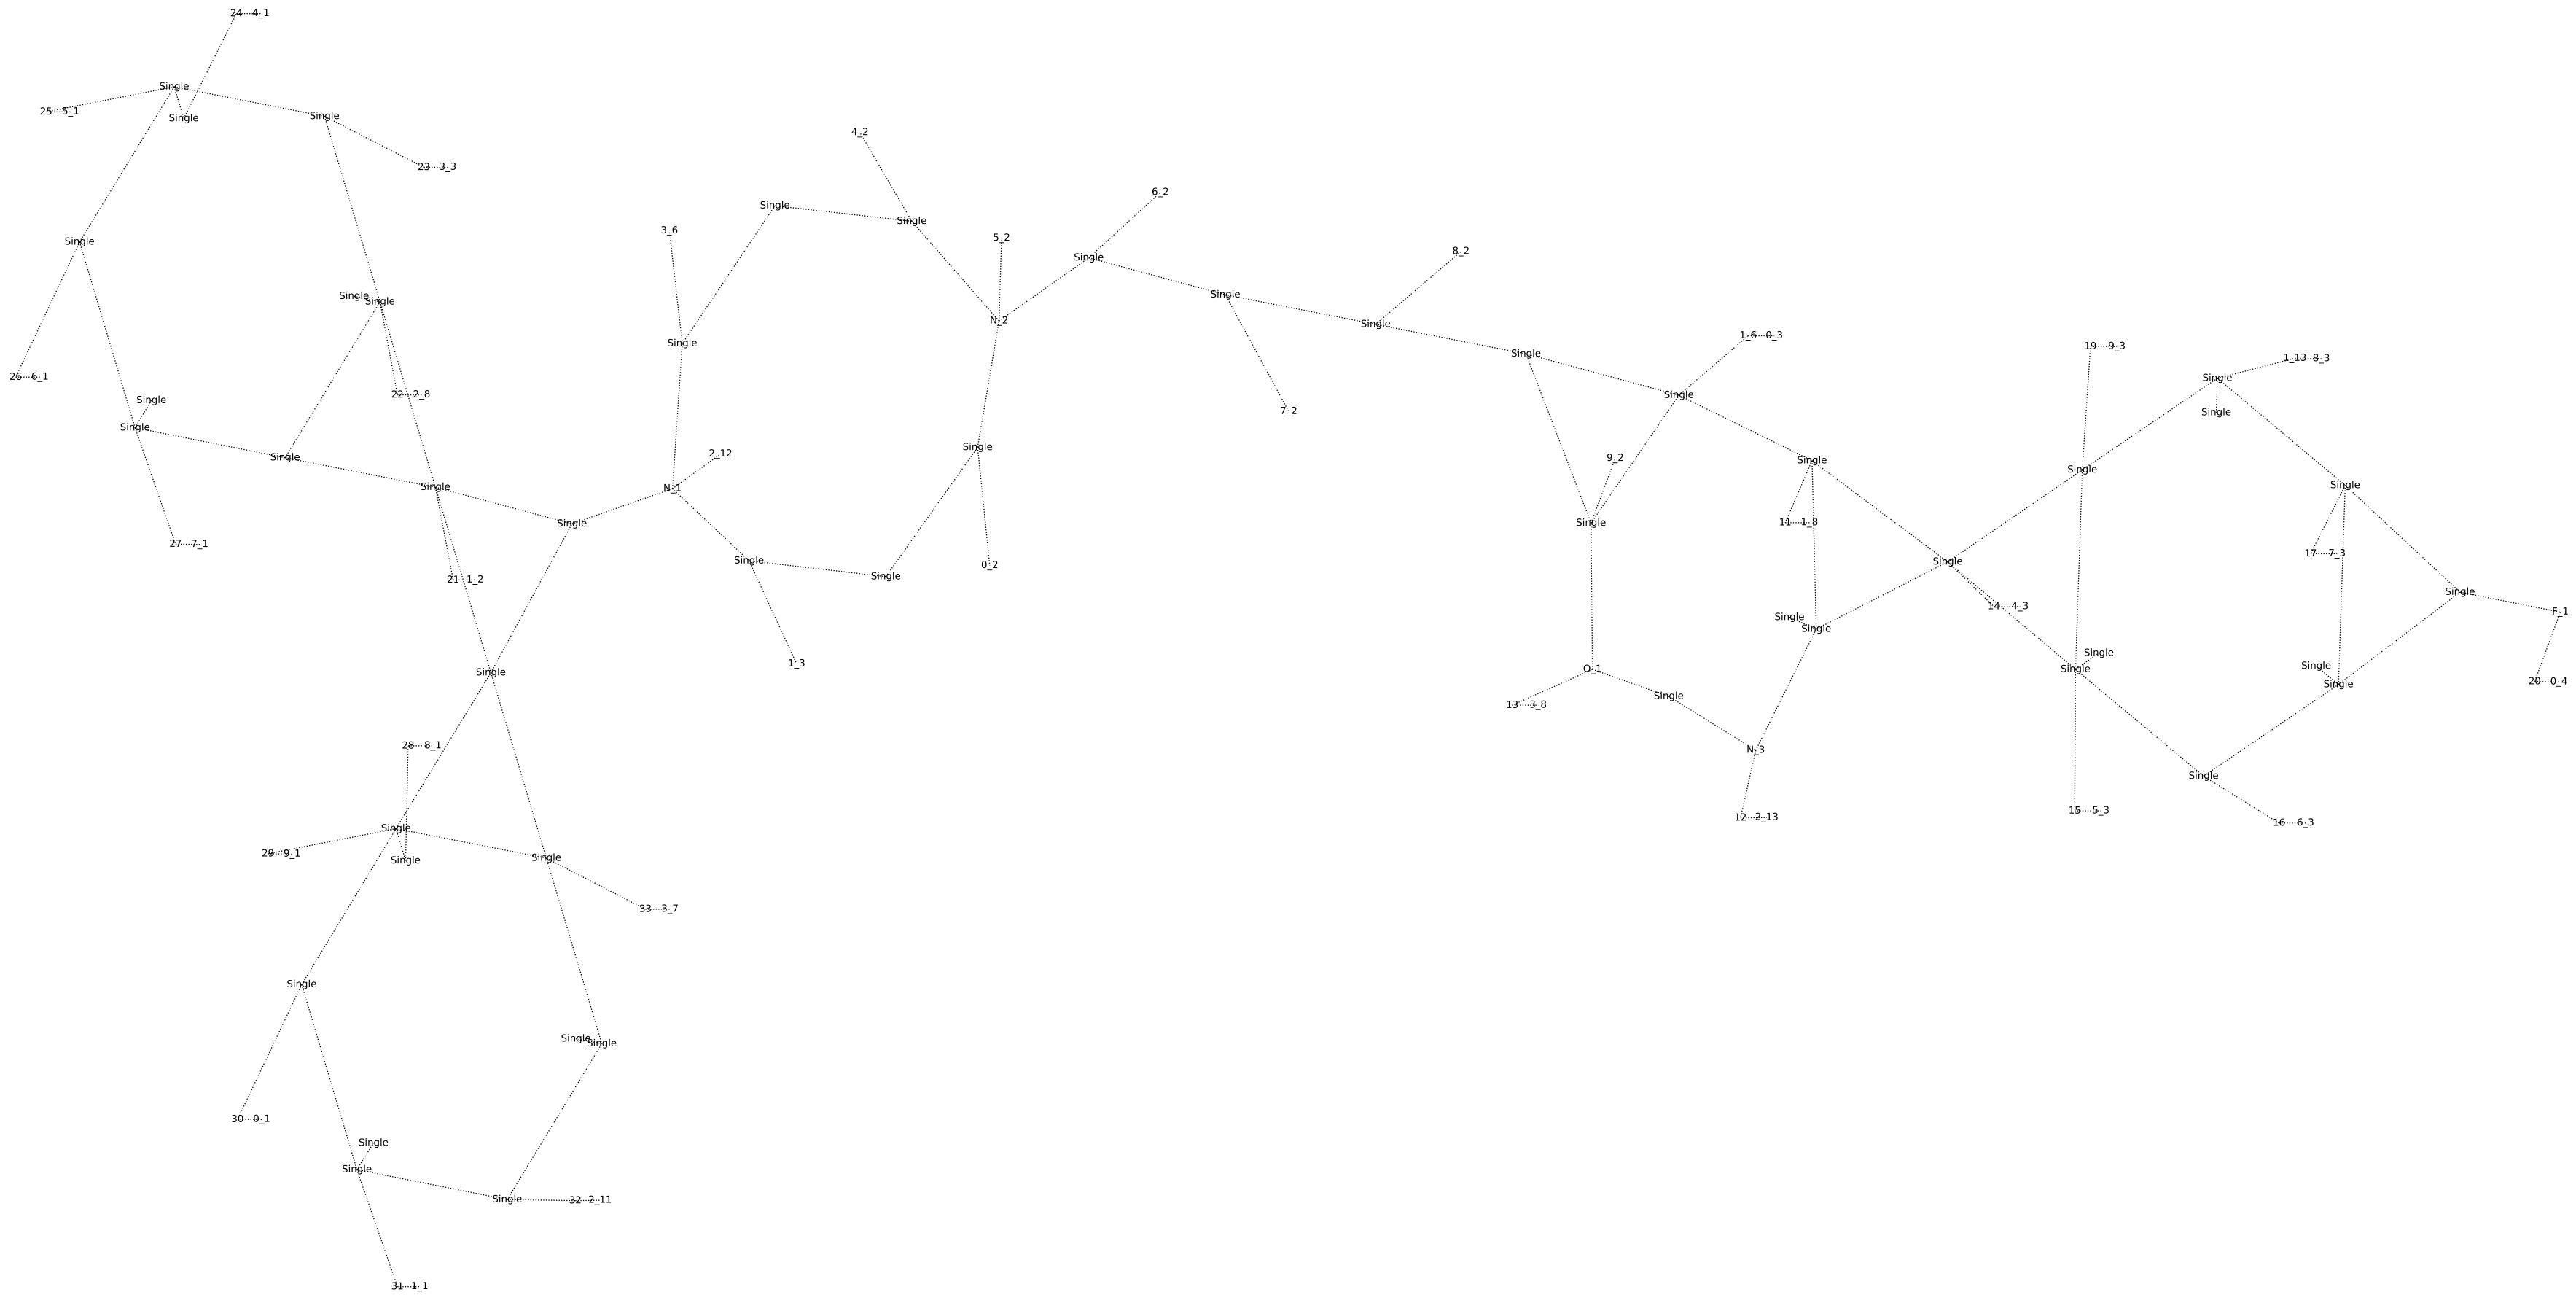 24 4_1
Single
25 5_1
Single
Single
4_2
23 3_3
6_2
Single
Single
3_6
5_2
Single
8_2
Single
Single
Single
Single
N_2
Single
1_6 0_3
Single
19 9_3
Single
1_13 8_3
26 6_1
Single
22 2_8
Single
Single
7_2
Single
Single
Single
2_12
Single
9_2
Single
Single
Single
Single
N_1
Single
Single
Single
11 1_8
27 7_1
17 7_3
Single
0_2
Single
Single
21 1_2
Single
14 4_3
F_1
Single
Single
Single
1_3
Single
Single
Single
O_1
Single
20 0_4
Single
Single
13 3_8
28 8_1
N_3
Single
15 5_3
12 2_13
16 6_3
Single
29 9_1
Single
Single
33 3_7
Single
Single
Single
30 0_1
Single
Single
Single
32 2_11
31 1_1